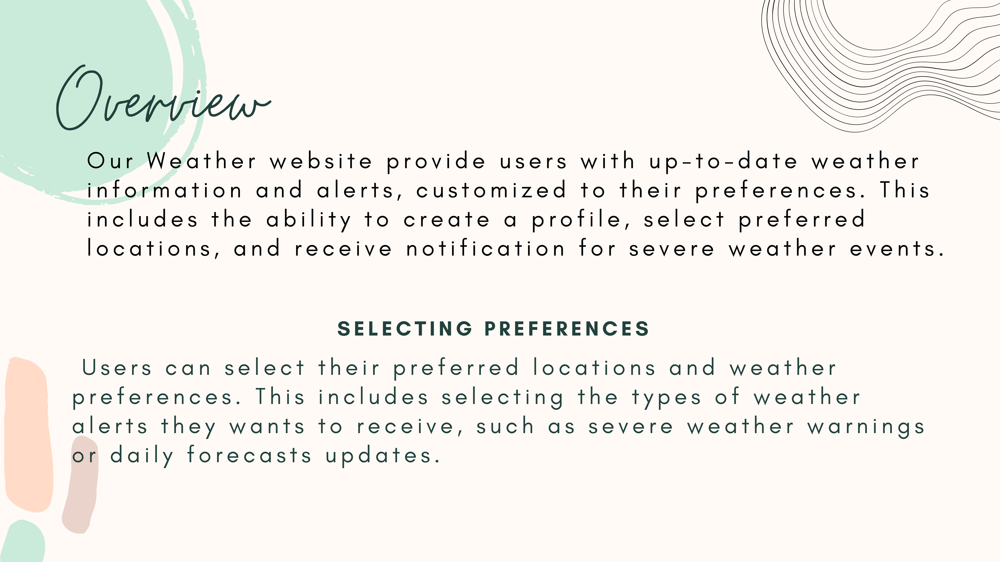 Overview
Our Weather website provide users with up-to-date weather
information and alerts, customized to their preferences. This
includes the ability to create a profile, select preferred
locations, and receive notification for severe weather events.
SELECTING PREFERENCES
Users can select their preferred locations and weather
preferences. This includes selecting the types of weather
alerts they wants to receive, such as severe weather warnings
or daily forecasts updates.